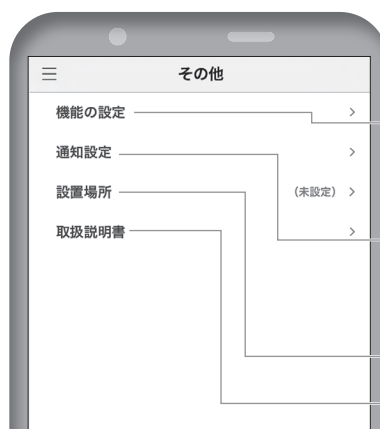 その他
機能の設定
通知設定
設置場所 (未設定)
取扱説明書